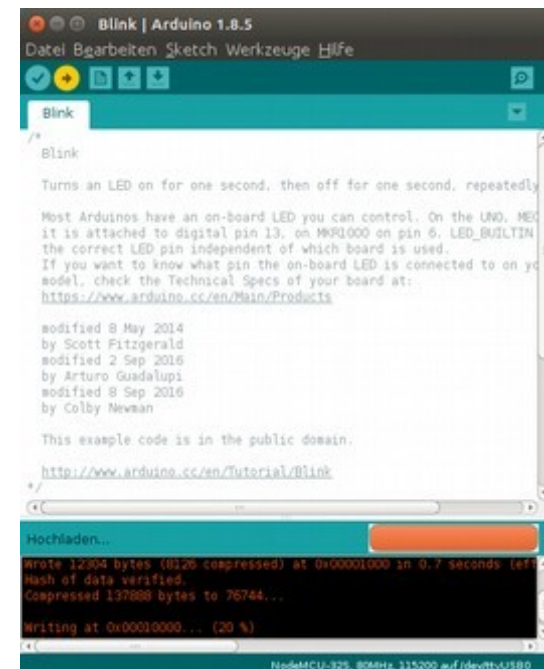 Blink | Arduino 1.8.5
Datei Bearbeiten Sketch Werkzeuge Hilfe
Blink
/*
Blink
Turns an LED on for one second, then off for one second, repeatedly
Most Arduinos have an on-board LED you can control. On the UNO, MEG
it is attached to digital pin 13, on MKR1000 on pin 6. LED_BUILTIN
the correct LED pin independent of which board is used.
If you want to know what pin the on-board LED is connected to on yo
model, check the Technical Specs of your board at:
https://www.arduino.cc/en/Main/Products
modified 8 May 2014
by Scott Fitzgerald
modified 2 Sep 2016
by Arturo Guadalupi
modified 8 Sep 2016
by Colby Newman
This example code is in the public domain.
http://www.arduino.cc/en/Tutorial/Blink
*/
Hochladen...
Wrote 12304 bytes (8126 compressed) at 0x00001000 in 0.7 seconds (eff
Hash of data verified.
Compressed 137888 bytes to 76744...
Writing at 0x00010000... (20 %)
NodeMCU-32S, 80MHz, 115200 auf /dev/ttyUSB0